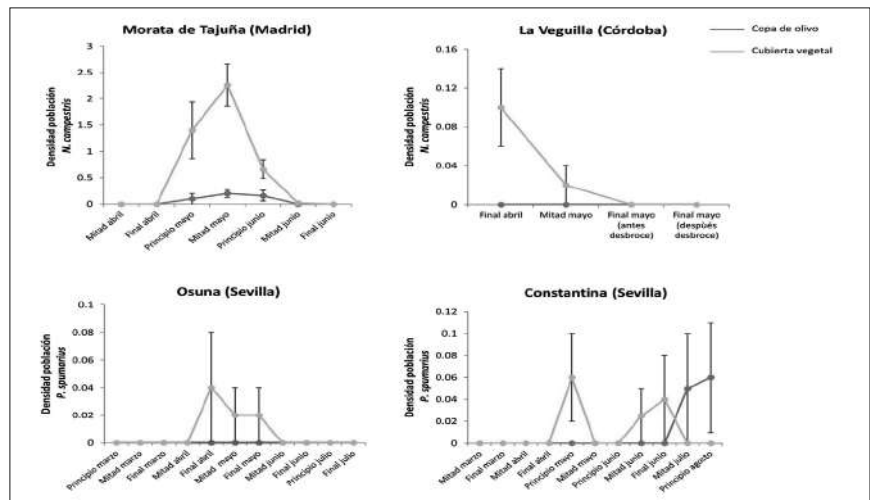 Morata de Tajuña (Madrid)
Densidad población
N. campestris
3
2.5
2
1.5
1
0.5
0
Mitad abril
Final abril
Principio mayo
Mitad mayo
Principio junio
Mitad junio
Final junio
La Veguilla (Córdoba)
Densidad población
N. campestris
0.16
0.12
0.08
0.04
0
Final abril
Mitad mayo
Final mayo
(antes
desbroce)
Final mayo
(despùés
desbroce)
Copa de olivo
Cubierta vegetal
Osuna (Sevilla)
Densidad población
P. spumarius
0.1
0.08
0.06
0.04
0.02
0
Principio marzo
Mitad marzo
Final marzo
Mitad abril
Final abril
Mitad mayo
Final mayo
Mitad junio
Final junio
Principio julio
Final julio
Constantina (Sevilla)
Densidad población
P. spumarius
0.12
0.1
0.08
0.06
0.04
0.02
0
Mitad marzo
Final marzo
Mitad abril
Final abril
Principio mayo
Mitad mayo
Principio junio
Mitad junio
Final junio
Mitad julio
Principio agosto